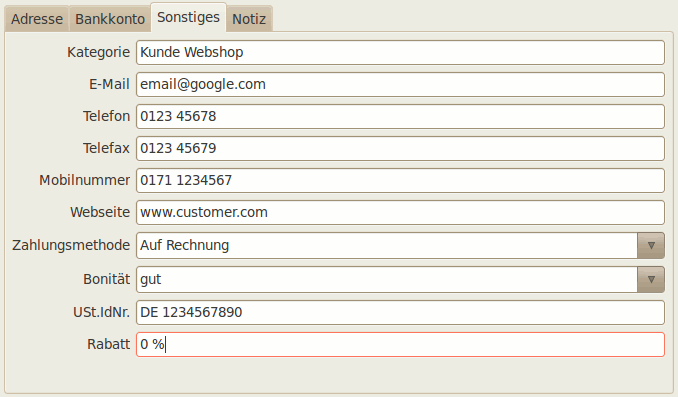 Adresse Bankkonto Sonstiges Notiz
Kategorie Kunde Webshop
E-Mail email@google.com
Telefon 0123 45678
Telefax 0123 45679
Mobilnummer 0171 1234567
Webseite www.customer.com
Zahlungsmethode Auf Rechnung
Bonität gut
USt.IdNr. DE 1234567890
Rabatt 0 %